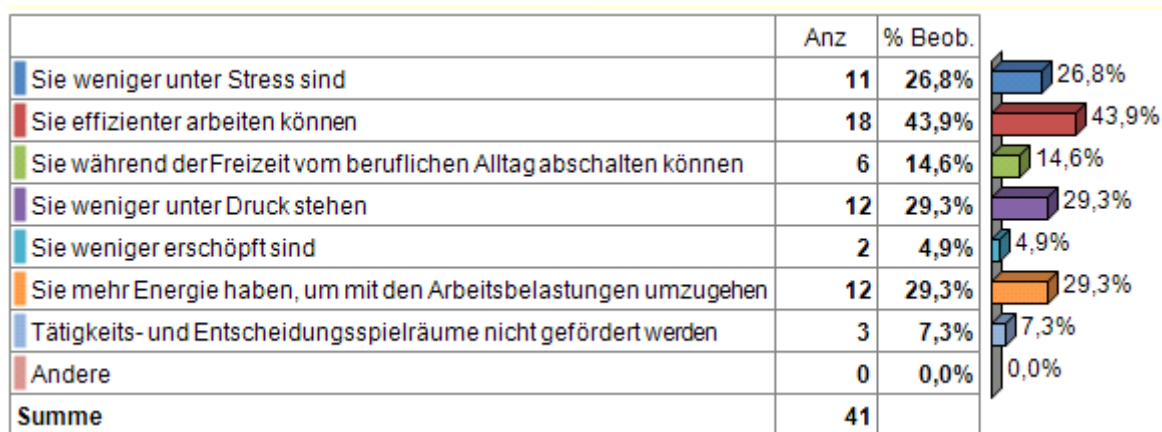 Anz % Beob.
Sie weniger unter Stress sind 11 26,8% 26,8%
Sie effizienter arbeiten können 18 43,9% 43,9%
Sie während der Freizeit vom beruflichen Alltag abschalten können 6 14,6% 14,6%
Sie weniger unter Druck stehen 12 29,3% 29,3%
Sie weniger erschöpft sind 2 4,9% 4,9%
Sie mehr Energie haben, um mit den Arbeitsbelastungen umzugehen 12 29,3% 29,3%
Tätigkeits- und Entscheidungsspielräume nicht gefördert werden 3 7,3% 7,3%
Andere 0 0,0% 0,0%
Summe 41